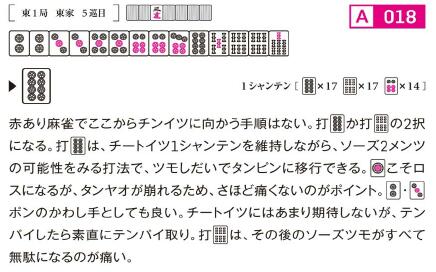 東1局 東家 5巡目
A 018
1シャンテン [ ×17 ×17 ×14 ]
赤あり麻雀でここからチンイツに向かう手順はない。打 か打 の2択
になる。打 は、チートイツ1シャンテンを維持しながら、ソーズ2メンツ
の可能性をみる打法で、ツモしだいでタンピンに移行できる。 こそロ
スになるが、タンヤオが崩れるため、さほど痛くないのがポイント。 ・
ポンのかわし手としても良い。チートイツにはあまり期待しないが、テン
パイしたら素直にテンパイ取り。打 は、その後のソーズツモがすべて
無駄になるのが痛い。